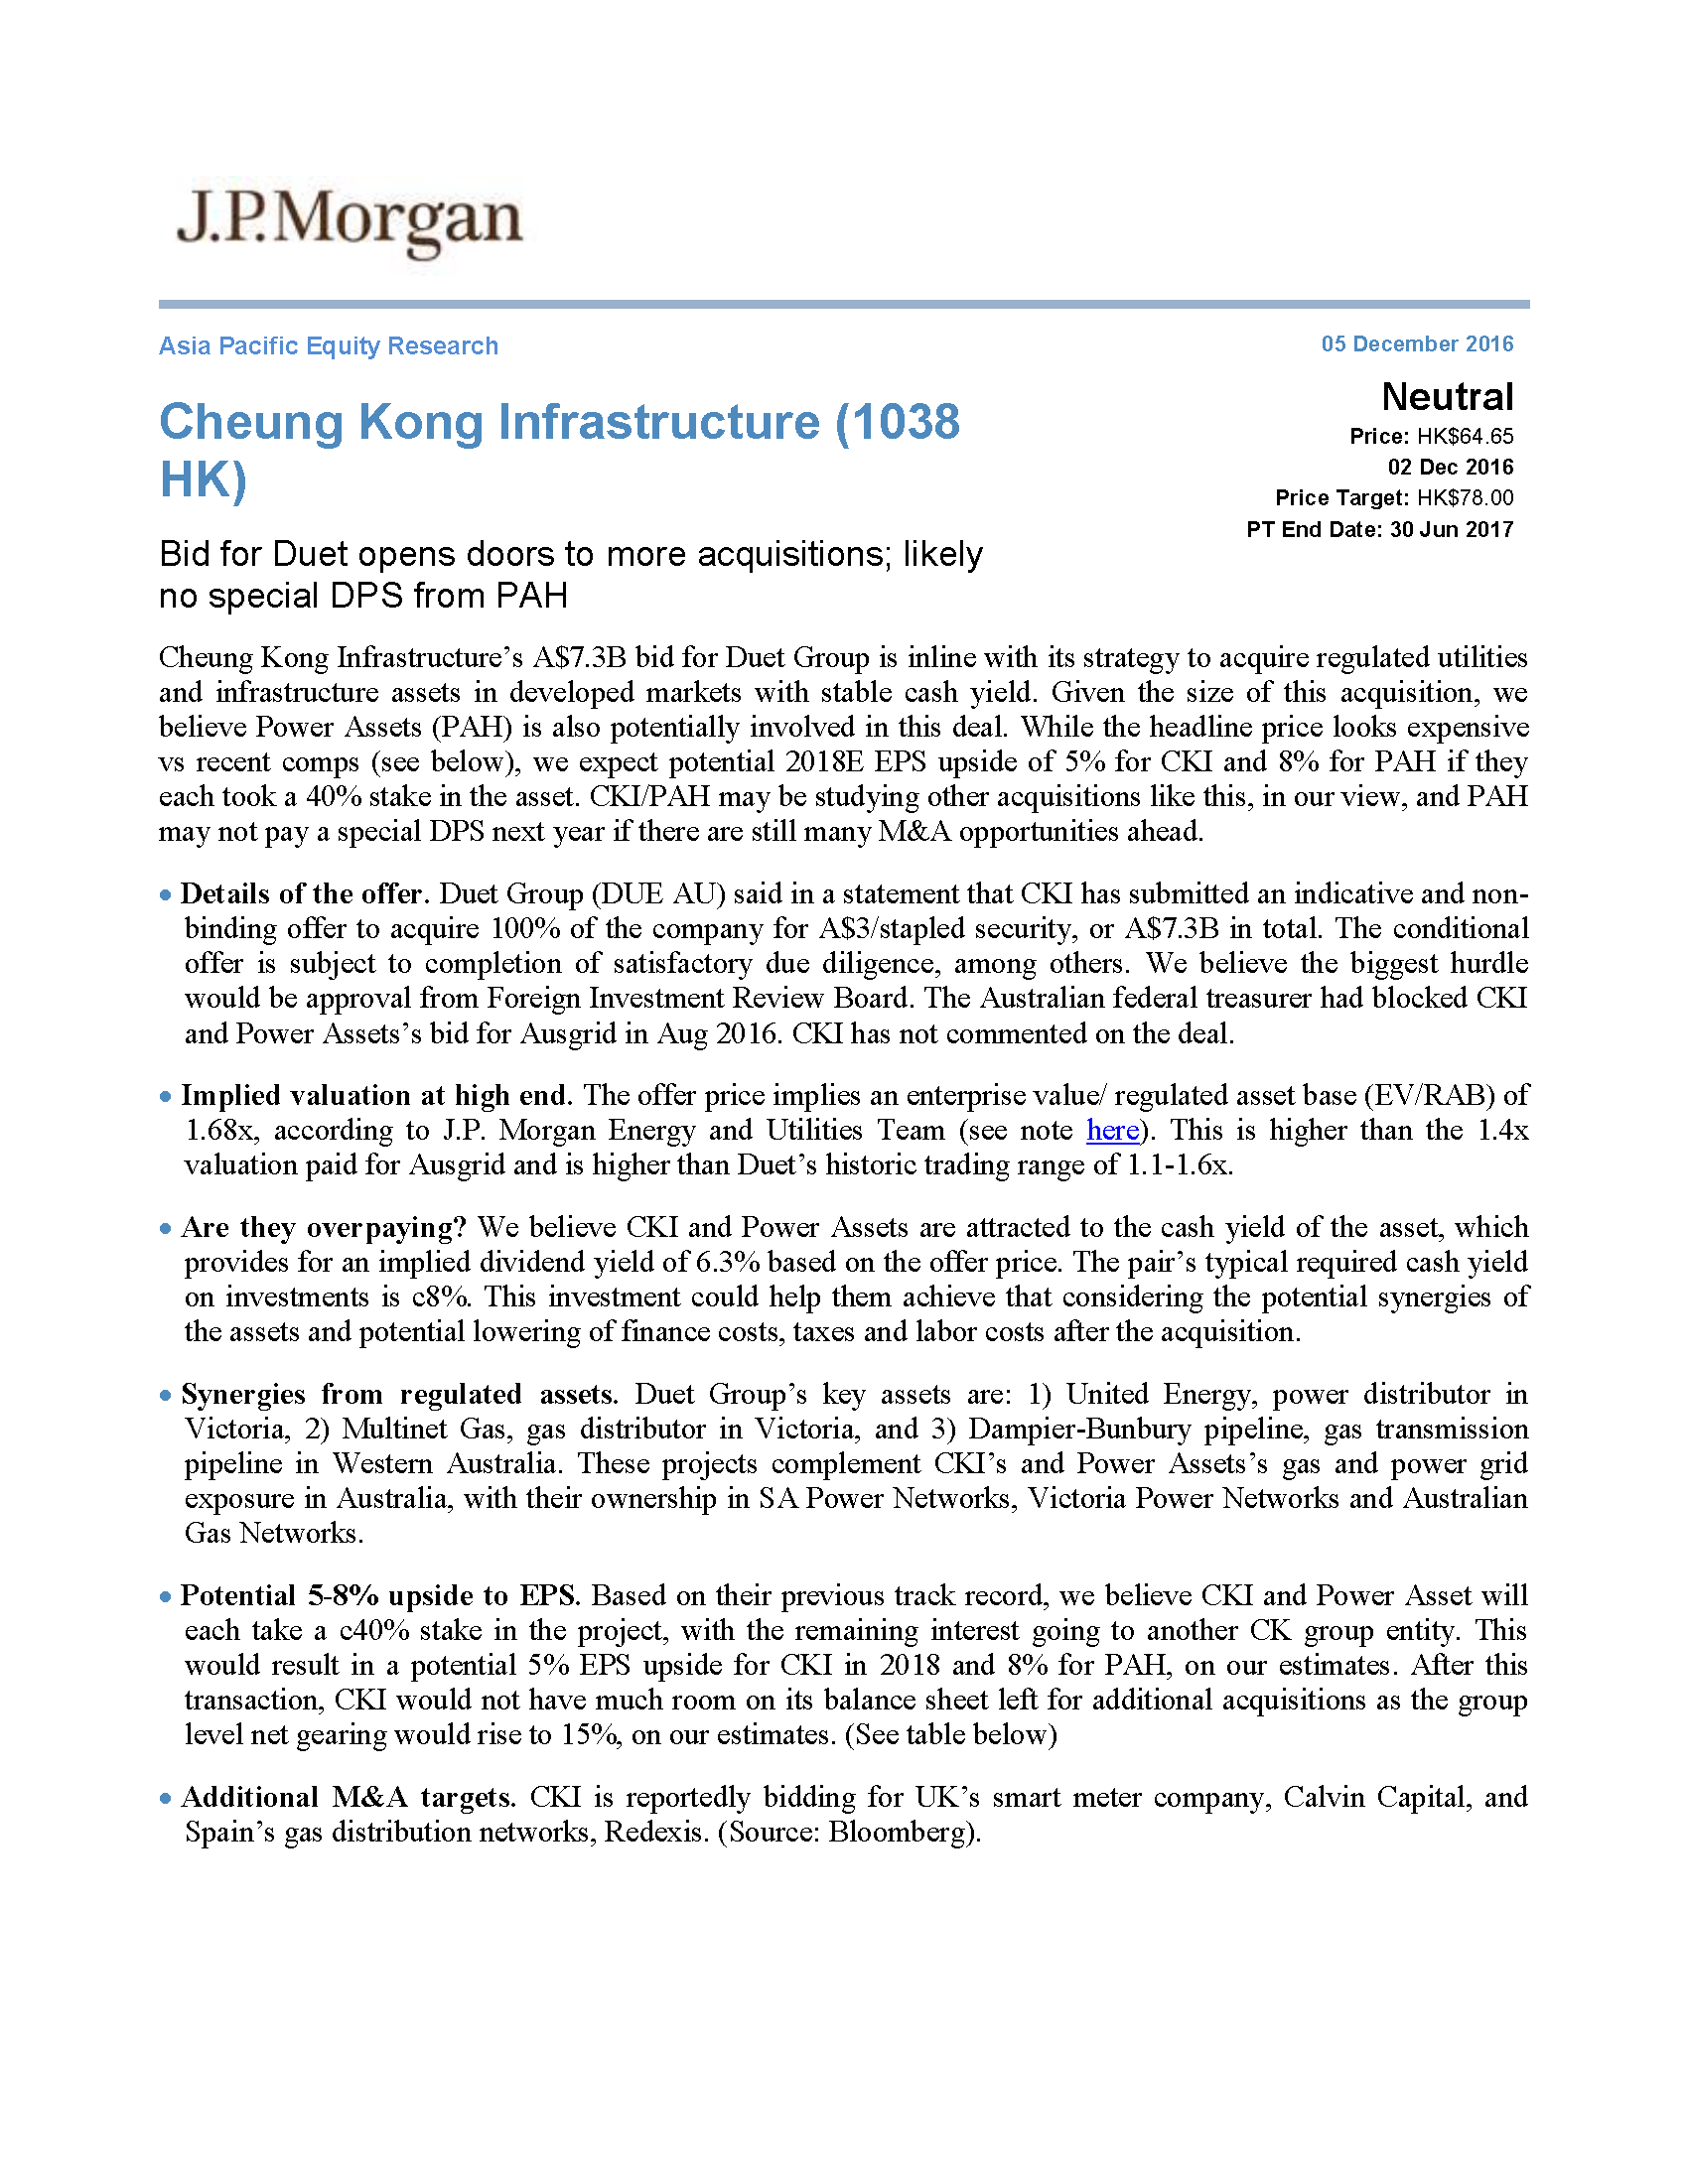 J.P.Morgan
Asia Pacific Equity Research
05 December 2016
Cheung Kong Infrastructure (1038
HK)
Bid for Duet opens doors to more acquisitions; likely
no special DPS from PAH
Neutral
Price: HK$64.65
02 Dec 2016
Price Target: HK$78.00
PT End Date: 30 Jun 2017
Cheung Kong Infrastructure’s A$7.3B bid for Duet Group is inline with its strategy to acquire regulated utilities
and infrastructure assets in developed markets with stable cash yield. Given the size of this acquisition, we
believe Power Assets (PAH) is also potentially involved in this deal. While the headline price looks expensive
vs recent comps (see below), we expect potential 2018E EPS upside of 5% for CKI and 8% for PAH if they
each took a 40% stake in the asset. CKI/PAH may be studying other acquisitions like this, in our view, and PAH
may not pay a special DPS next year if there are still many M&A opportunities ahead.
• Details of the offer. Duet Group (DUE AU) said in a statement that CKI has submitted an indicative and non-
binding offer to acquire 100% of the company for A$3/stapled security, or A$7.3B in total. The conditional
offer is subject to completion of satisfactory due diligence, among others. We believe the biggest hurdle
would be approval from Foreign Investment Review Board. The Australian federal treasurer had blocked CKI
and Power Assets’s bid for Ausgrid in Aug 2016. CKI has not commented on the deal.
• Implied valuation at high end. The offer price implies an enterprise value/ regulated asset base (EV/RAB) of
1.68x, according to J.P. Morgan Energy and Utilities Team (see note here). This is higher than the 1.4x
valuation paid for Ausgrid and is higher than Duet’s historic trading range of 1.1-1.6x.
• Are they overpaying? We believe CKI and Power Assets are attracted to the cash yield of the asset, which
provides for an implied dividend yield of 6.3% based on the offer price. The pair’s typical required cash yield
on investments is c8%. This investment could help them achieve that considering the potential synergies of
the assets and potential lowering of finance costs, taxes and labor costs after the acquisition.
• Synergies from regulated assets. Duet Group’s key assets are: 1) United Energy, power distributor in
Victoria, 2) Multinet Gas, gas distributor in Victoria, and 3) Dampier-Bunbury pipeline, gas transmission
pipeline in Western Australia. These projects complement CKI’s and Power Assets’s gas and power grid
exposure in Australia, with their ownership in SA Power Networks, Victoria Power Networks and Australian
Gas Networks.
• Potential 5-8% upside to EPS. Based on their previous track record, we believe CKI and Power Asset will
each take a c40% stake in the project, with the remaining interest going to another CK group entity. This
would result in a potential 5% EPS upside for CKI in 2018 and 8% for PAH, on our estimates. After this
transaction, CKI would not have much room on its balance sheet left for additional acquisitions as the group
level net gearing would rise to 15%, on our estimates. (See table below)
• Additional M&A targets. CKI is reportedly bidding for UK’s smart meter company, Calvin Capital, and
Spain’s gas distribution networks, Redexis. (Source: Bloomberg).